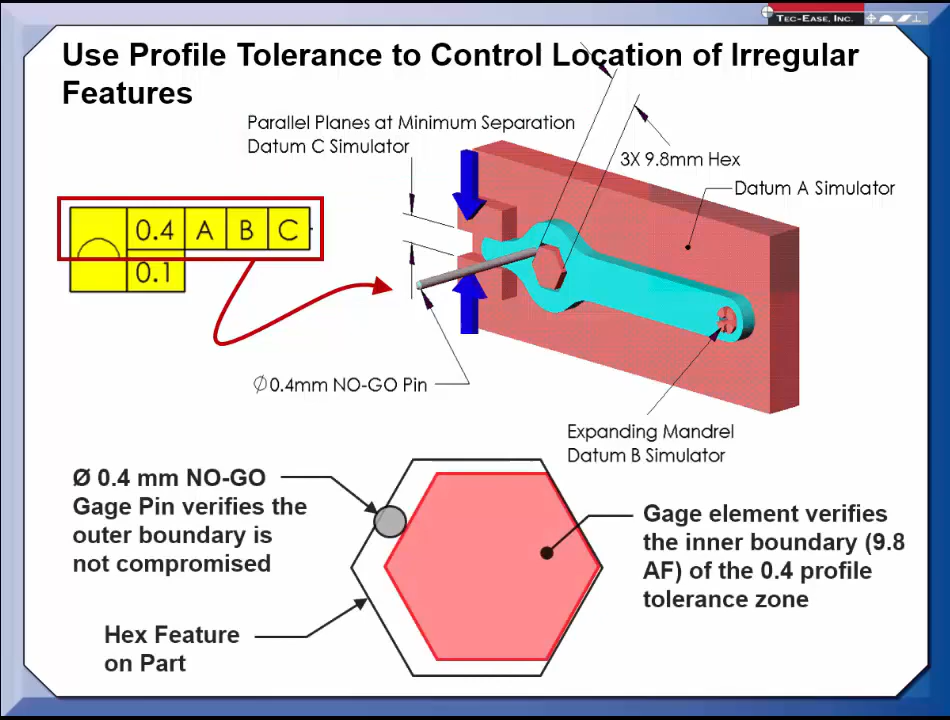 TEC-EASE, INC.
Use Profile Tolerance to Control Location of Irregular
Features
Parallel Planes at Minimum Separation
Datum C Simulator
3X 9.8mm Hex
Datum A Simulator
0.4 A B C
0.1
Ø0.4mm NO-GO Pin
Expanding Mandrel
Datum B Simulator
Ø 0.4 mm NO-GO
Gage Pin verifies the
outer boundary is
not compromised
Hex Feature
on Part
Gage element verifies
the inner boundary (9.8
AF) of the 0.4 profile
tolerance zone